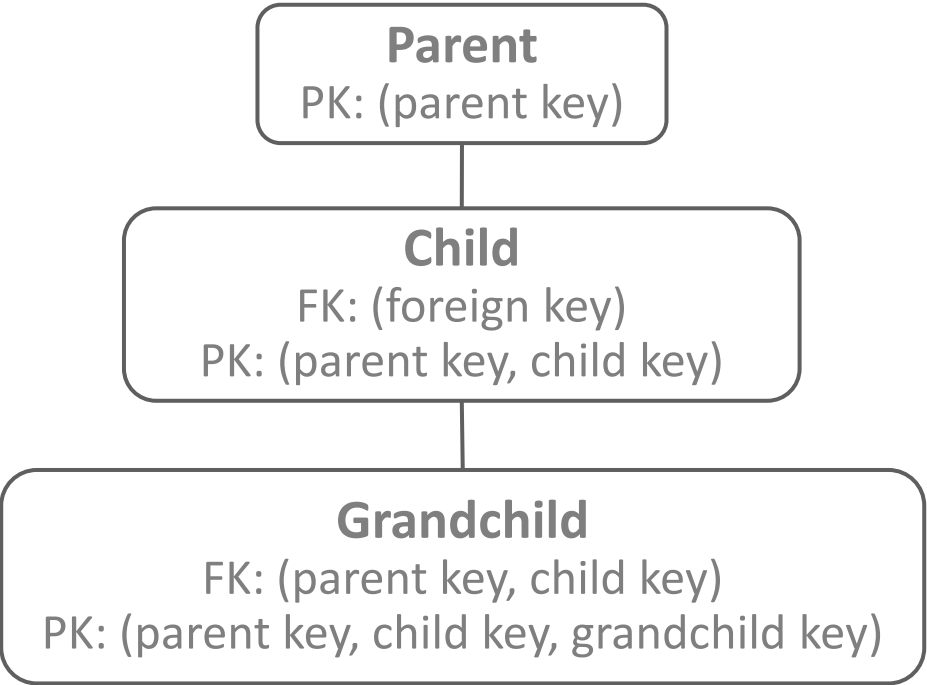 Parent
PK: (parent key)
Child
FK: (foreign key)
PK: (parent key, child key)
Grandchild
FK: (parent key, child key)
PK: (parent key, child key, grandchild key)